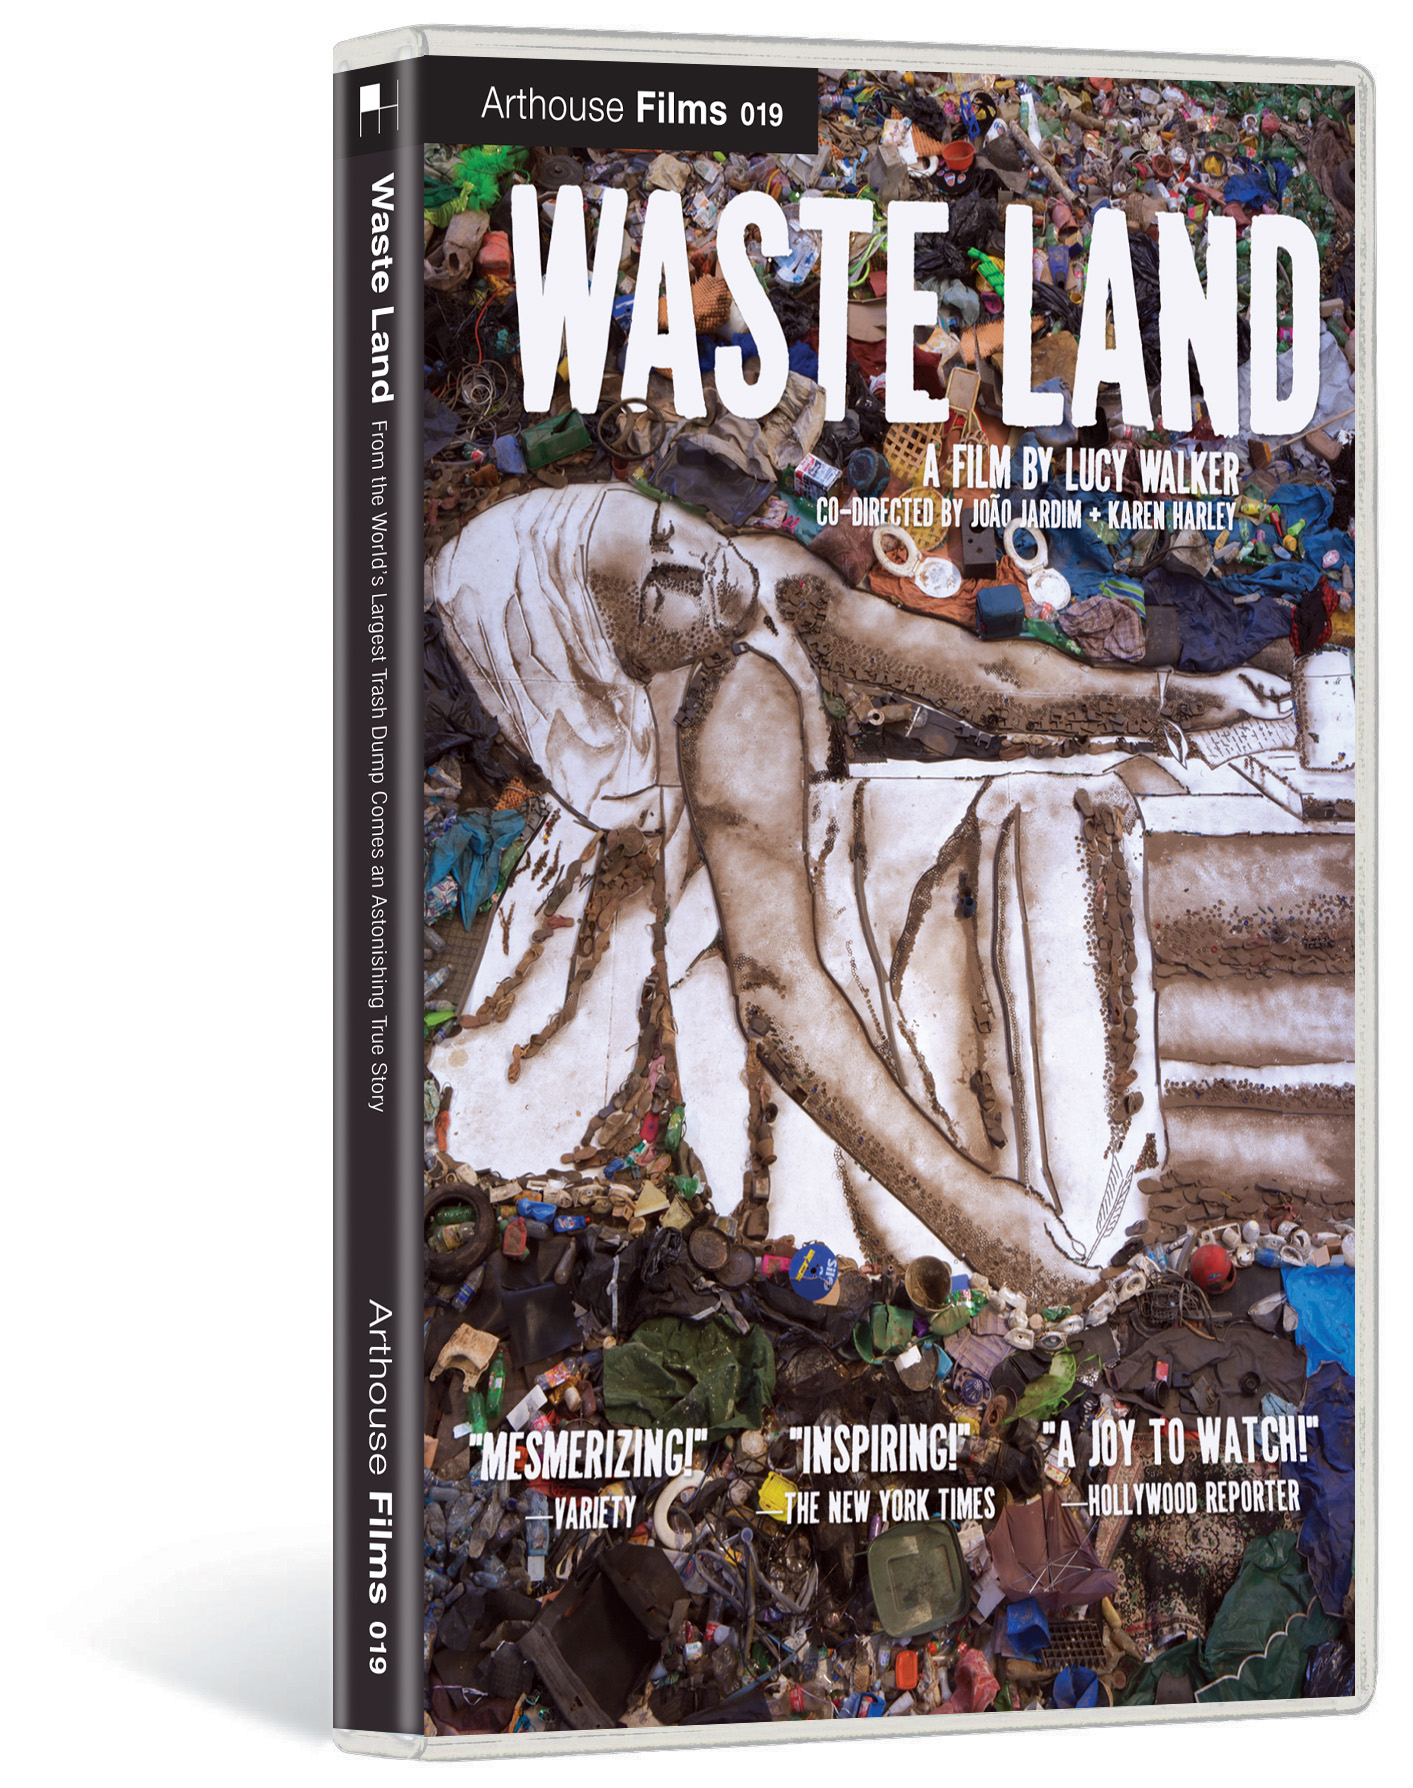 Arthouse Films 019
WASTE LAND
A FILM BY LUCY WALKER
CO-DIRECTED BY JOÃO JARDIM + KAREN HARLEY
"MESMERIZING!"
—VARIETY
"INSPIRING!"
—THE NEW YORK TIMES
"A JOY TO WATCH!"
—HOLLYWOOD REPORTER
Waste Land From the World's Largest Trash Dump Comes an Astonishing True Story
Arthouse Films 019